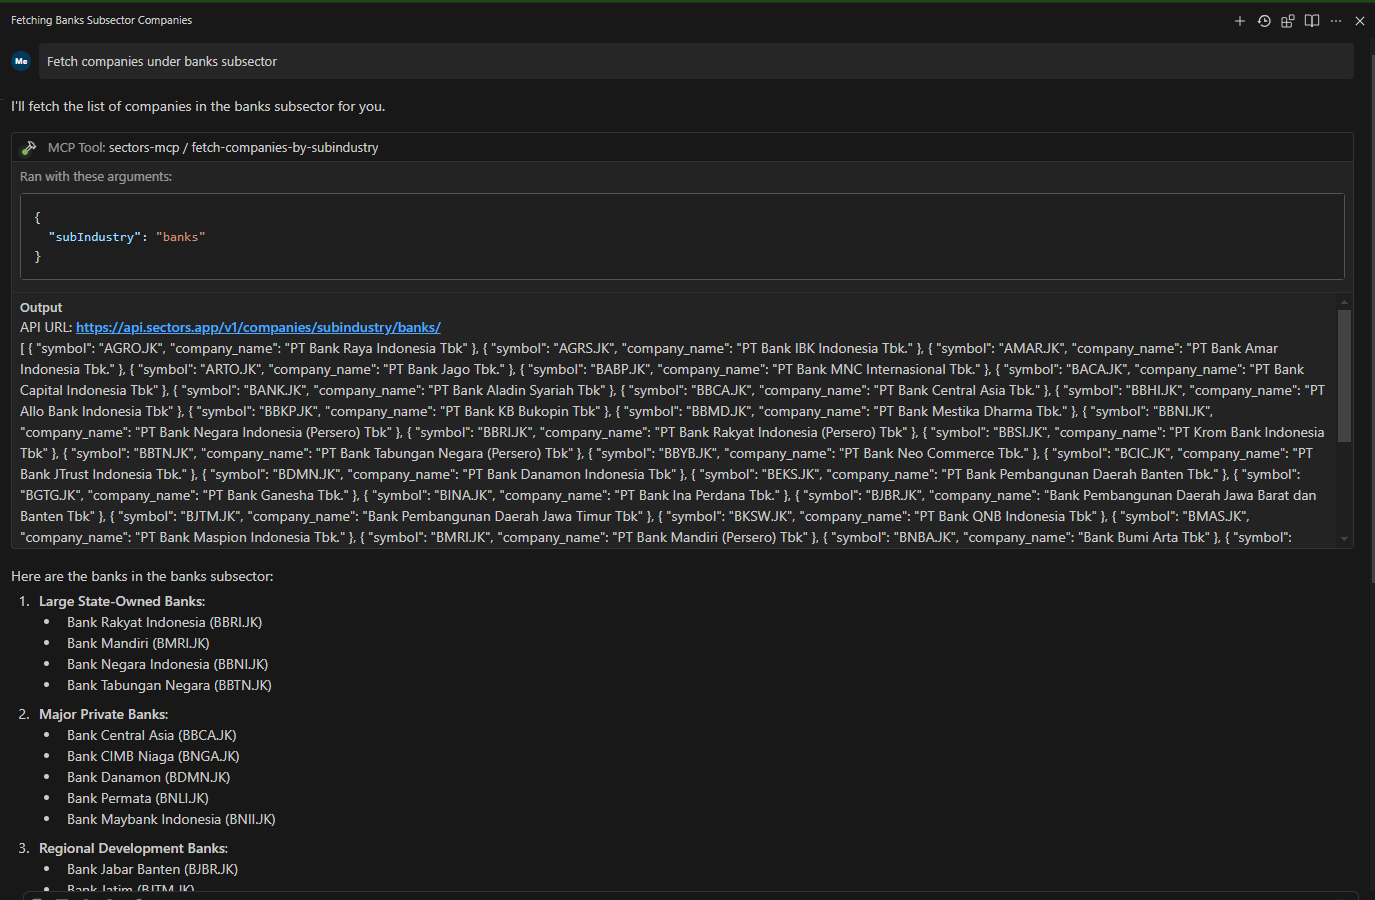 Fetching Banks Subsector Companies
Me
Fetch companies under banks subsector
I'll fetch the list of companies in the banks subsector for you.
MCP Tool: sectors-mcp / fetch-companies-by-subindustry
Ran with these arguments:
{
"subIndustry": "banks"
}
Output
API URL: https://api.sectors.app/v1/companies/subindustry/banks/
[ { "symbol": "AGRO.JK", "company_name": "PT Bank Raya Indonesia Tbk" }, { "symbol": "AGRS.JK", "company_name": "PT Bank IBK Indonesia Tbk." }, { "symbol": "AMAR.JK", "company_name": "PT Bank Amar
Indonesia Tbk." }, { "symbol": "ARTO.JK", "company_name": "PT Bank Jago Tbk." }, { "symbol": "BABP.JK", "company_name": "PT Bank MNC Internasional Tbk." }, { "symbol": "BACA.JK", "company_name": "PT Bank
Capital Indonesia Tbk" }, { "symbol": "BANK.JK", "company_name": "PT Bank Aladin Syariah Tbk" }, { "symbol": "BBCA.JK", "company_name": "PT Bank Central Asia Tbk." }, { "symbol": "BBHI.JK", "company_name": "PT
Allo Bank Indonesia Tbk" }, { "symbol": "BBKP.JK", "company_name": "PT Bank KB Bukopin Tbk" }, { "symbol": "BBMD.JK", "company_name": "PT Bank Mestika Dharma Tbk." }, { "symbol": "BBNI.JK",
"company_name": "PT Bank Negara Indonesia (Persero) Tbk" }, { "symbol": "BBRI.JK", "company_name": "PT Bank Rakyat Indonesia (Persero) Tbk" }, { "symbol": "BBSI.JK", "company_name": "PT Krom Bank Indonesia
Tbk" }, { "symbol": "BBTN.JK", "company_name": "PT Bank Tabungan Negara (Persero) Tbk" }, { "symbol": "BBYB.JK", "company_name": "PT Bank Neo Commerce Tbk." }, { "symbol": "BCIC.JK", "company_name": "PT
Bank JTrust Indonesia Tbk." }, { "symbol": "BDMN.JK", "company_name": "PT Bank Danamon Indonesia Tbk" }, { "symbol": "BEKS.JK", "company_name": "PT Bank Pembangunan Daerah Banten Tbk." }, { "symbol":
"BGTG.JK", "company_name": "PT Bank Ganesha Tbk." }, { "symbol": "BINA.JK", "company_name": "PT Bank Ina Perdana Tbk." }, { "symbol": "BJBR.JK", "company_name": "Bank Pembangunan Daerah Jawa Barat dan
Banten Tbk" }, { "symbol": "BJTM.JK", "company_name": "Bank Pembangunan Daerah Jawa Timur Tbk" }, { "symbol": "BKSW.JK", "company_name": "PT Bank QNB Indonesia Tbk" }, { "symbol": "BMAS.JK",
"company_name": "PT Bank Maspion Indonesia Tbk." }, { "symbol": "BMRI.JK", "company_name": "PT Bank Mandiri (Persero) Tbk" }, { "symbol": "BNBA.JK", "company_name": "Bank Bumi Arta Tbk" }, { "symbol":
Here are the banks in the banks subsector:
1. Large State-Owned Banks:
• Bank Rakyat Indonesia (BBRI.JK)
• Bank Mandiri (BMRI.JK)
• Bank Negara Indonesia (BBNI.JK)
• Bank Tabungan Negara (BBTN.JK)
2. Major Private Banks:
• Bank Central Asia (BBCA.JK)
• Bank CIMB Niaga (BNGA.JK)
• Bank Danamon (BDMN.JK)
• Bank Permata (BNLI.JK)
• Bank Maybank Indonesia (BNII.JK)
3. Regional Development Banks:
• Bank Jabar Banten (BJBR.JK)
• Bank Jatim (BJTM.JK)